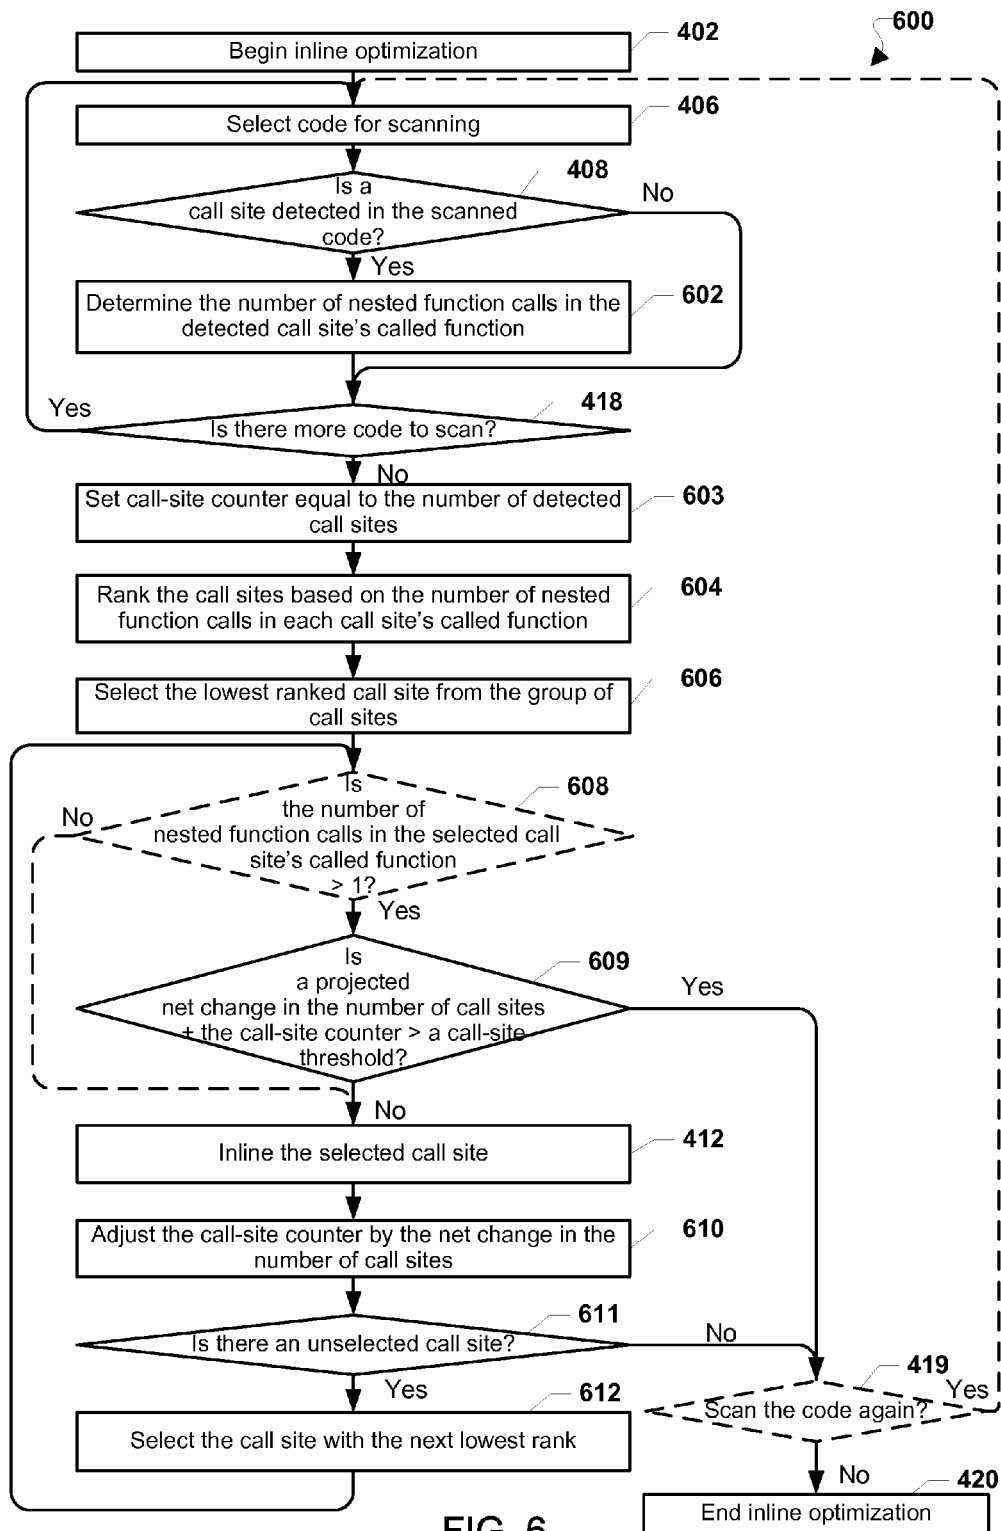 600
Begin inline optimization
402
Select code for scanning
406
Is a
call site detected in the scanned
code?
408
No
Yes
Determine the number of nested function calls in the
detected call site's called function
602
Is there more code to scan?
418
Yes
No
Set call-site counter equal to the number of detected
call sites
603
Rank the call sites based on the number of nested
function calls in each call site's called function
604
Select the lowest ranked call site from the group of
call sites
606
Is
the number of
nested function calls in the selected call
site's called function
> 1?
608
No
Yes
Is
a projected
net change in the number of call sites
+ the call-site counter > a call-site
threshold?
609
Yes
No
Inline the selected call site
412
Adjust the call-site counter by the net change in the
number of call sites
610
Is there an unselected call site?
611
No
Yes
Select the call site with the next lowest rank
612
Scan the code again?
419
Yes
No
End inline optimization
420
FIG. 6